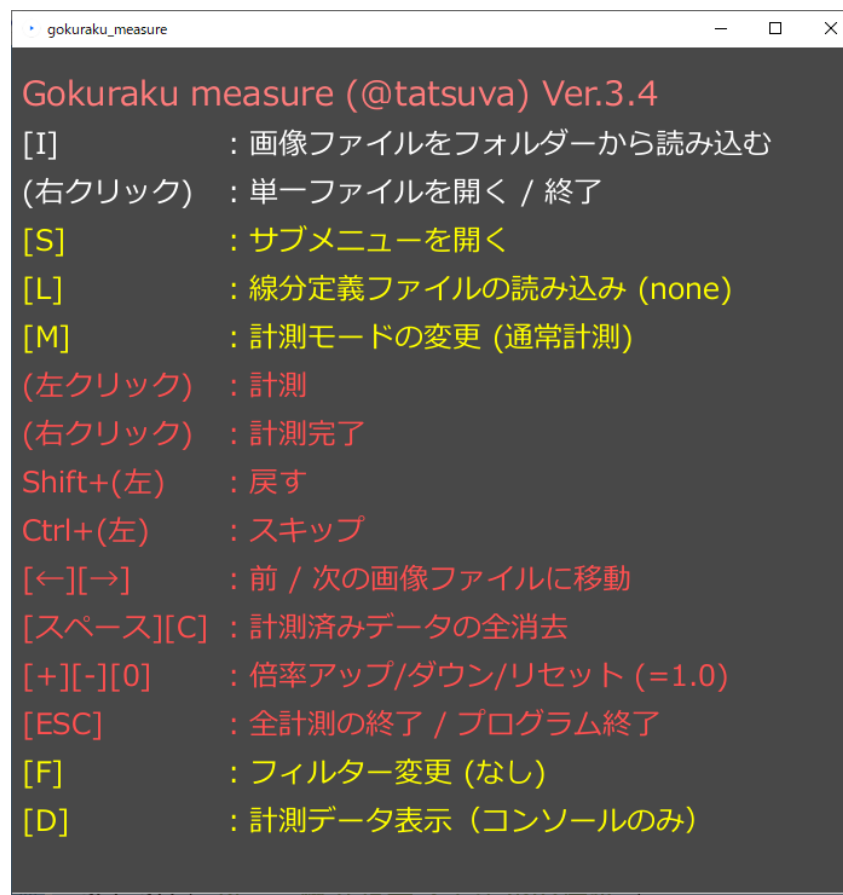 gokuraku_measure
Gokuraku measure (@tatsuva) Ver.3.4
[I] : 画像ファイルをフォルダーから読み込む
(右クリック) : 単一ファイルを開く / 終了
[S] : サブメニューを開く
[L] : 線分定義ファイルの読み込み (none)
[M] : 計測モードの変更 (通常計測)
(左クリック) : 計測
(右クリック) : 計測完了
Shift+(左) : 戻す
Ctrl+(左) : スキップ
[←][→] : 前 / 次の画像ファイルに移動
[スペース][C] : 計測済みデータの全消去
[+][-][0] : 倍率アップ/ダウン/リセット (=1.0)
[ESC] : 全計測の終了 / プログラム終了
[F] : フィルター変更 (なし)
[D] : 計測データ表示（コンソールのみ）